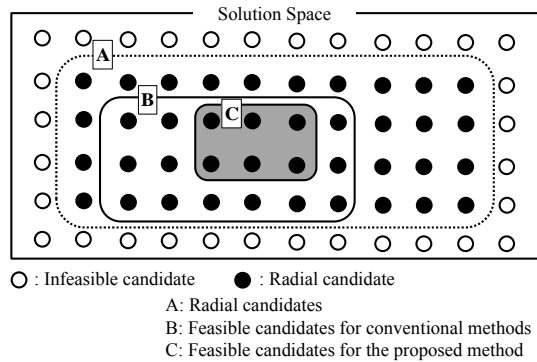 Solution Space
A
B
C
: Infeasible candidate : Radial candidate
A: Radial candidates
B: Feasible candidates for conventional methods
C: Feasible candidates for the proposed method